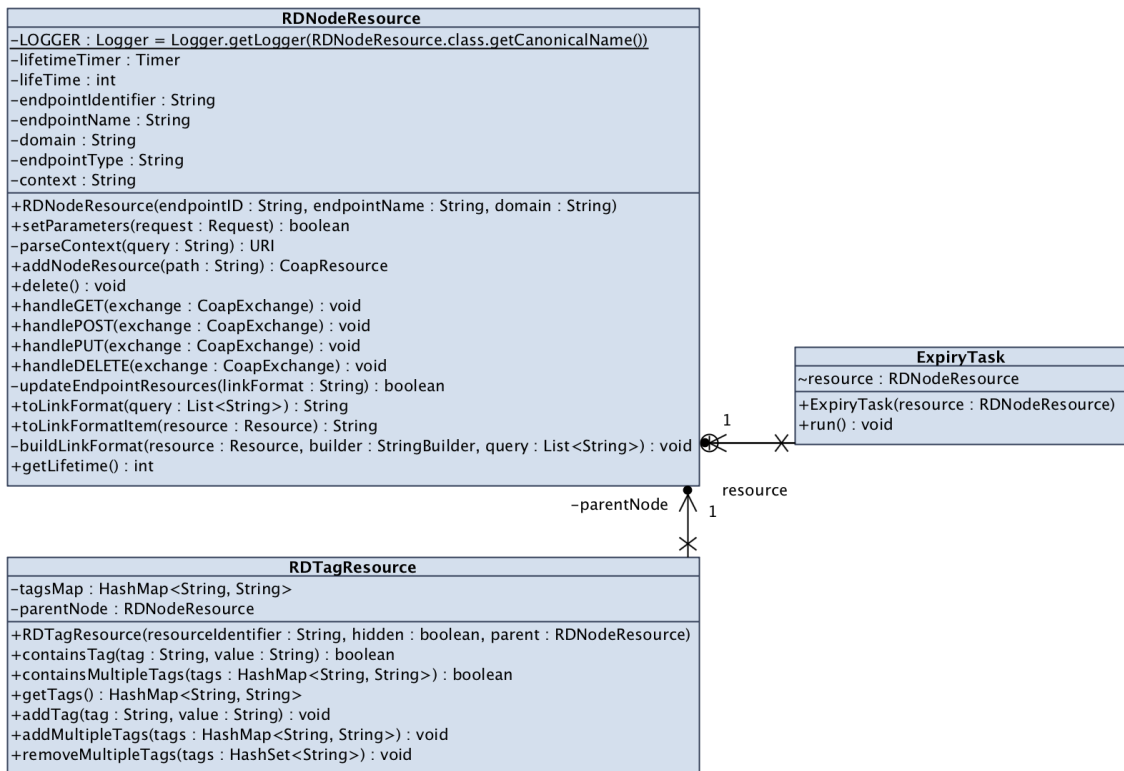 RDNodeResource
-LOGGER : Logger = Logger.getLogger(RDNodeResource.class.getCanonicalName())
-lifetimeTimer : Timer
-lifeTime : int
-endpointIdentifier : String
-endpointName : String
-domain : String
-endpointType : String
-context : String
+RDNodeResource(endpointID : String, endpointName : String, domain : String)
+setParameters(request : Request) : boolean
-parseContext(query : String) : URI
+addNodeResource(path : String) : CoapResource
+delete() : void
+handleGET(exchange : CoapExchange) : void
+handlePOST(exchange : CoapExchange) : void
+handlePUT(exchange : CoapExchange) : void
+handleDELETE(exchange : CoapExchange) : void
-updateEndpointResources(linkFormat : String) : boolean
+toLinkFormat(query : List<String>) : String
+toLinkFormatItem(resource : Resource) : String
-buildLinkFormat(resource : Resource, builder : StringBuilder, query : List<String>) : void
+getLifetime() : int
ExpiryTask
~resource : RDNodeResource
+ExpiryTask(resource : RDNodeResource)
+run() : void
1
resource
-parentNode
1
RDTagResource
-tagsMap : HashMap<String, String>
-parentNode : RDNodeResource
+RDTagResource(resourceIdentifier : String, hidden : boolean, parent : RDNodeResource)
+containsTag(tag : String, value : String) : boolean
+containsMultipleTags(tags : HashMap<String, String>) : boolean
+getTags() : HashMap<String, String>
+addTag(tag : String, value : String) : void
+addMultipleTags(tags : HashMap<String, String>) : void
+removeMultipleTags(tags : HashSet<String>) : void